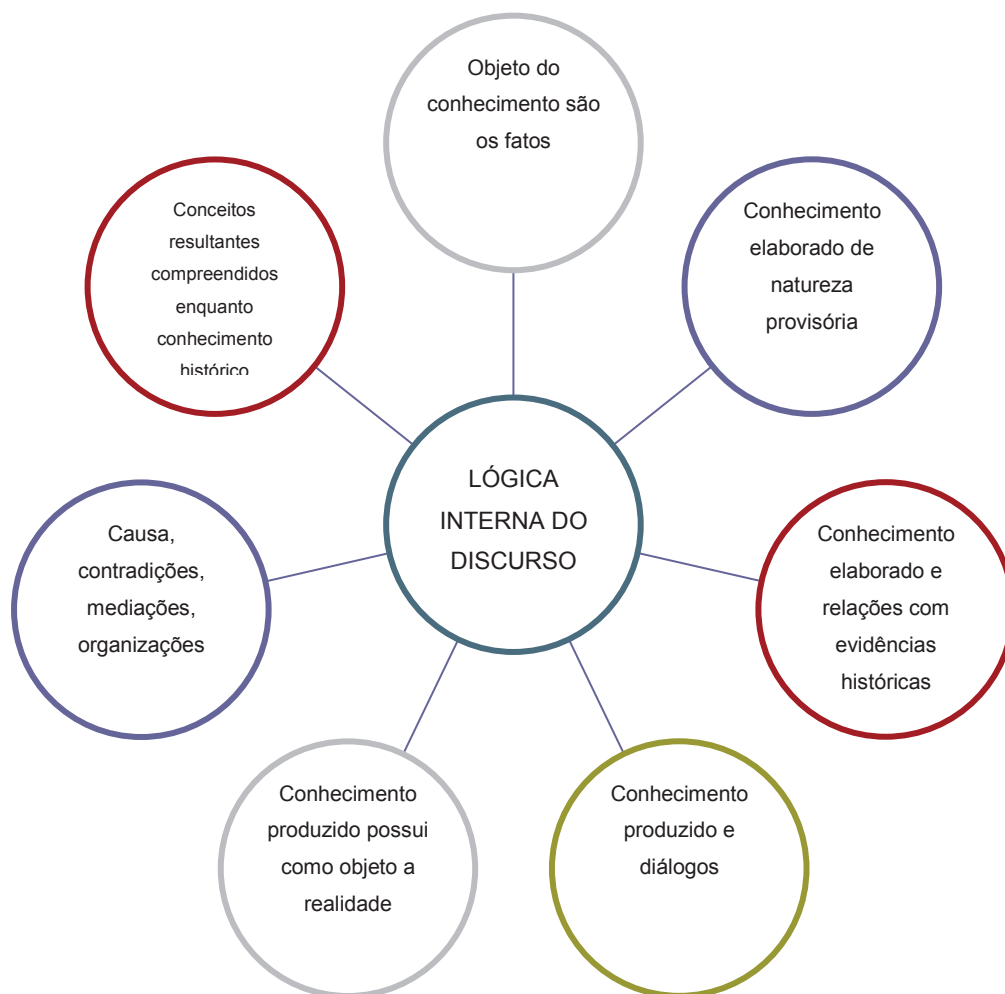 Objeto do
conhecimento são
os fatos
Conhecimento
elaborado de
natureza
provisória
Conhecimento
elaborado e
relações com
evidências
históricas
Conhecimento
produzido e
diálogos
Conhecimento
produzido possui
como objeto a
realidade
Causa,
contradições,
mediações,
organizações
Conceitos
resultantes
compreendidos
enquanto
conhecimento
histórico
LÓGICA
INTERNA DO
DISCURSO